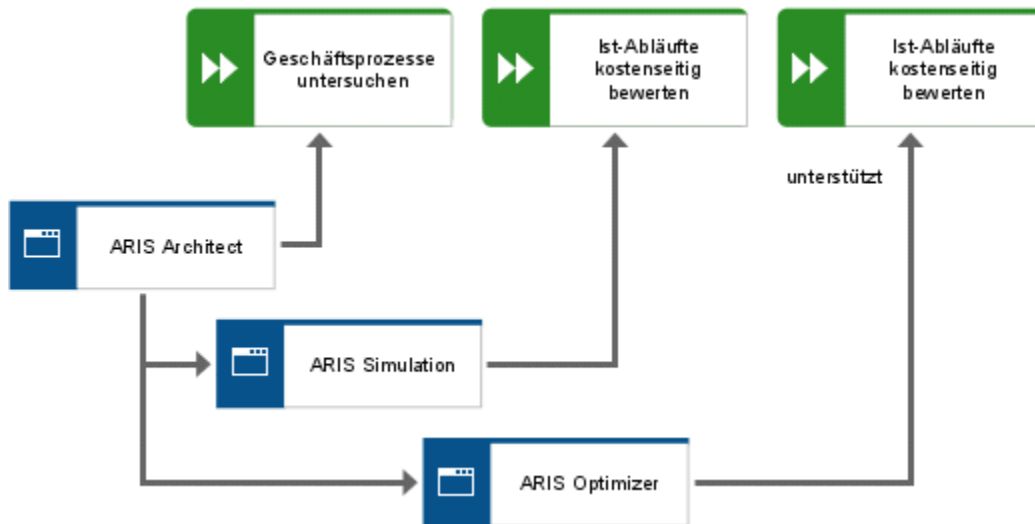 Geschäftsprozesse
untersuchen
Ist-Abläufte
kostenseitig
bewerten
Ist-Abläufte
kostenseitig
bewerten
unterstützt
ARIS Architect
ARIS Simulation
ARIS Optimizer